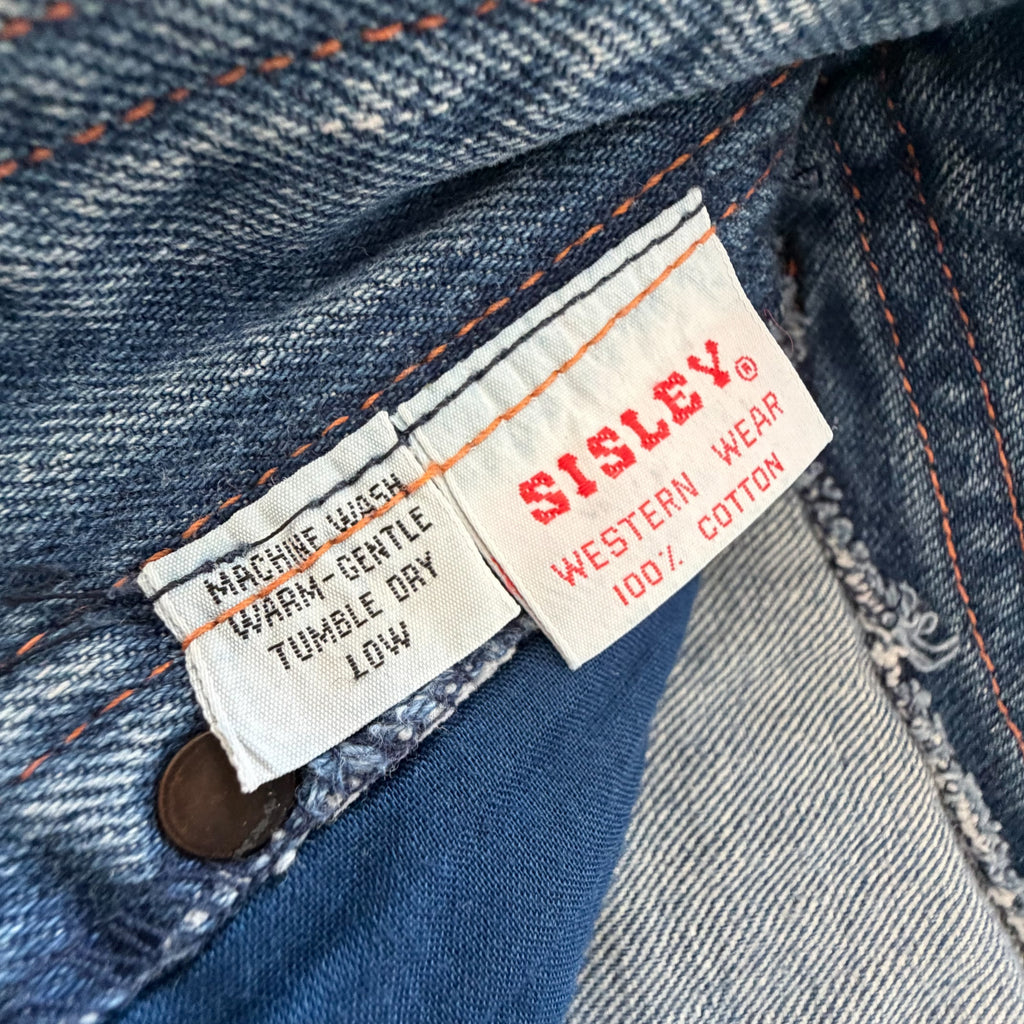 MACHINE WASH
WARM-GENTLE
TUMBLE DRY
LOW
SISLEY®
WESTERN WEAR
100% COTTON